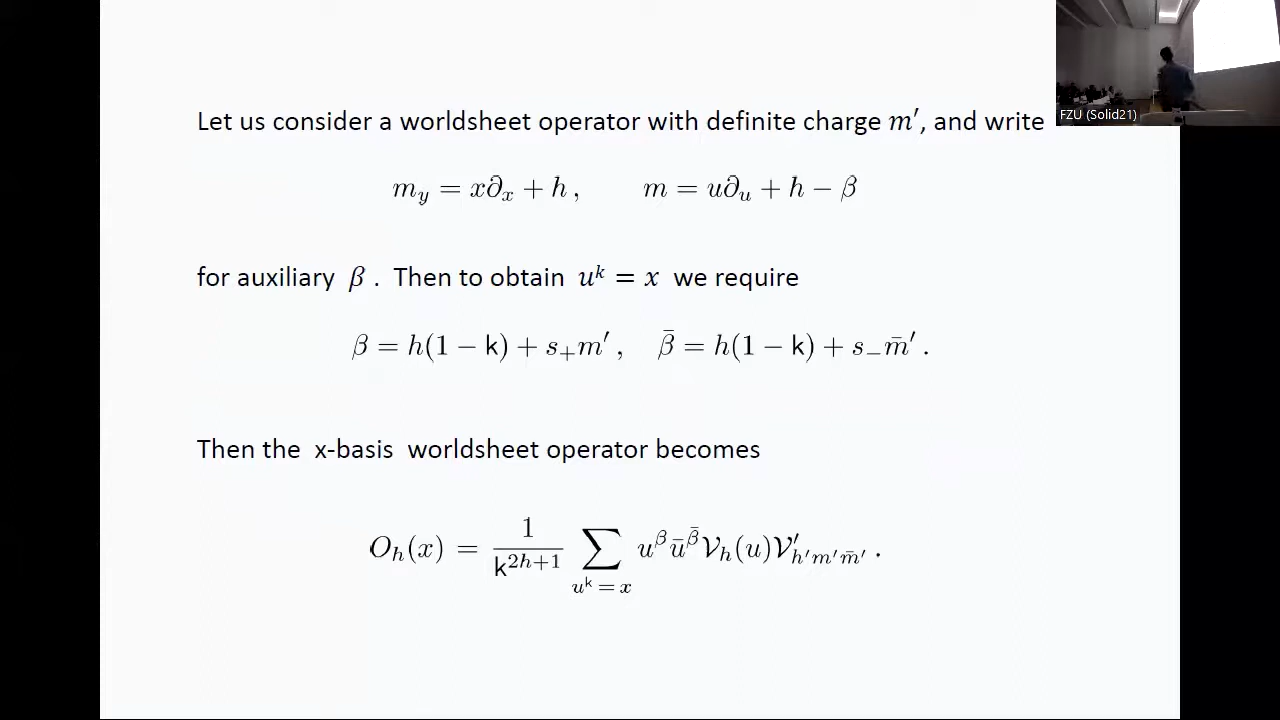 Let us consider a worldsheet operator with definite charge m′, and write
m_y = x∂_x + h ,  m = u∂_u + h − β
for auxiliary β . Then to obtain u^k = x we require
β = h(1 − k) + s_+m′ ,  β̄ = h(1 − k) + s_−m̄′ .
Then the x-basis worldsheet operator becomes
O_h(x) = 1/k^{2h+1} ∑_{u^k = x} u^β ū^β̄ 𝒱_h(u)𝒱′_{h′m′m̄′} .
FZU (Solid21)